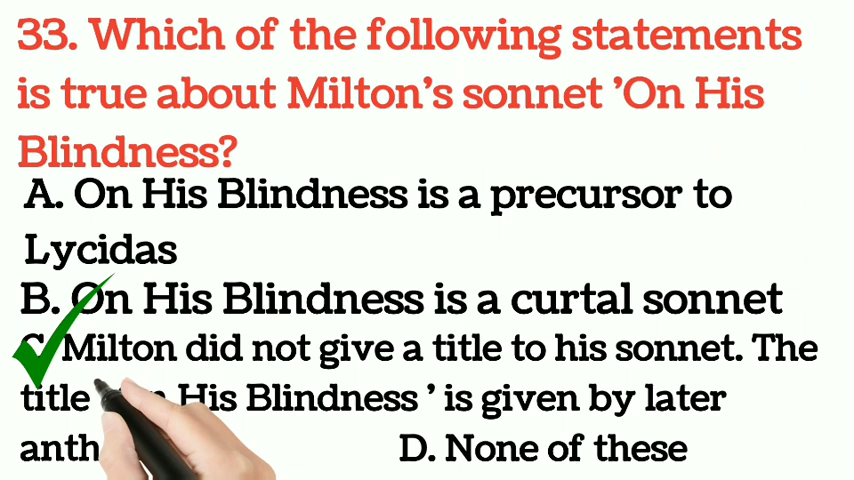 33. Which of the following statements
is true about Milton's sonnet 'On His
Blindness?
A. On His Blindness is a precursor to
Lycidas
B. On His Blindness is a curtal sonnet
Milton did not give a title to his sonnet. The
title His Blindness ' is given by later
D. None of these